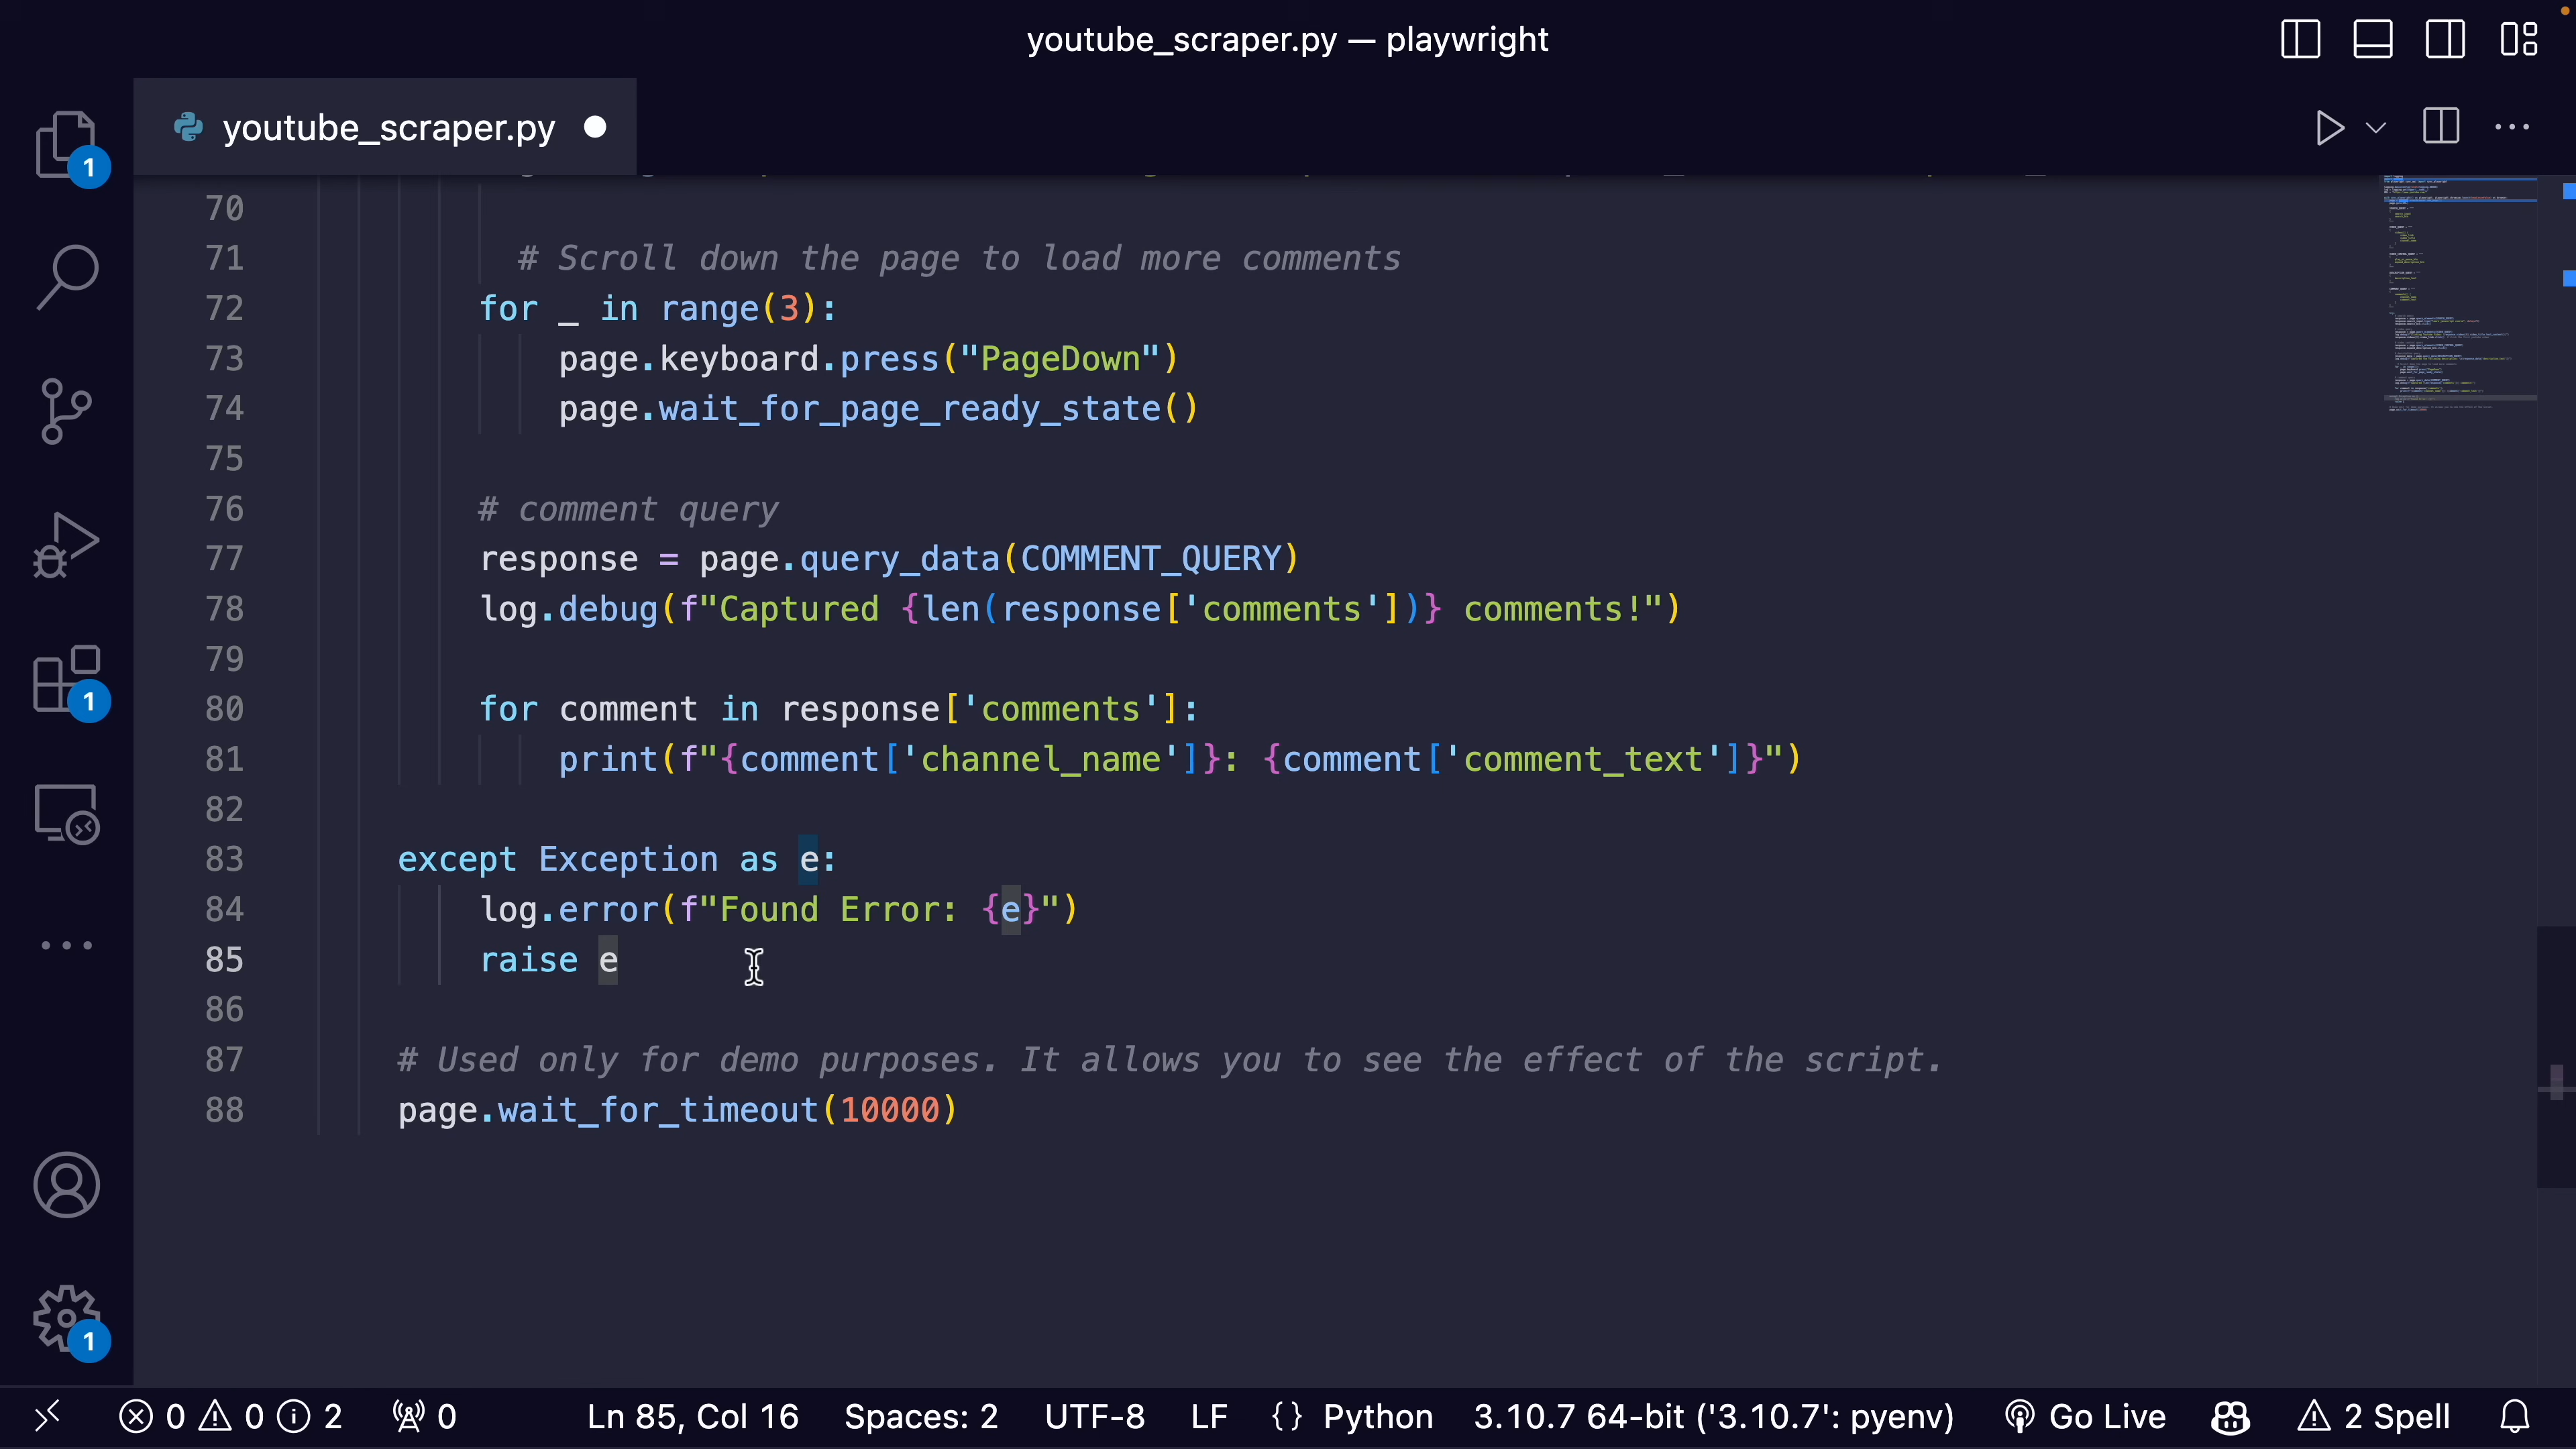 youtube_scraper.py — playwright
youtube_scraper.py
1
70
71 # Scroll down the page to load more comments
72 for _ in range(3):
73 page.keyboard.press("PageDown")
74 page.wait_for_page_ready_state()
75
76 # comment query
77 response = page.query_data(COMMENT_QUERY)
78 log.debug(f"Captured {len(response['comments'])} comments!")
79
80 for comment in response['comments']:
81 print(f"{comment['channel_name']}: {comment['comment_text']}")
82
83 except Exception as e:
84 log.error(f"Found Error: {e}")
85 raise e
86
87 # Used only for demo purposes. It allows you to see the effect of the script.
88 page.wait_for_timeout(10000)
1
1
0 0 2 0 Ln 85, Col 16 Spaces: 2 UTF-8 LF {} Python 3.10.7 64-bit ('3.10.7': pyenv) Go Live 2 Spell